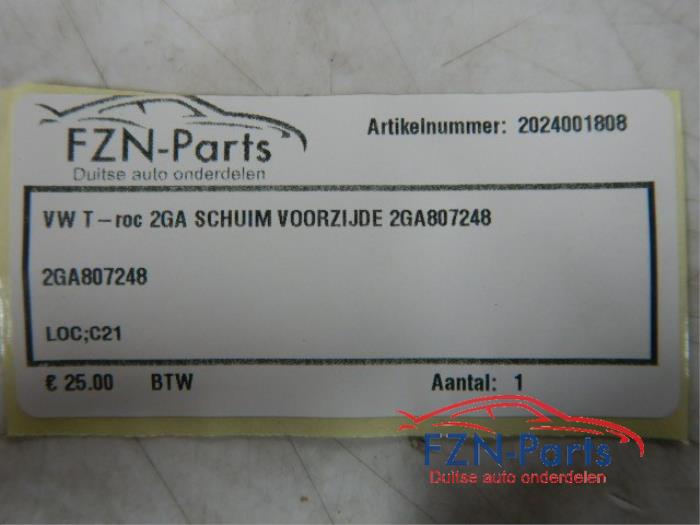 FZN-Parts
Duitse auto onderdelen
Artikelnummer: 2024001808
VW T-roc 2GA SCHUIM VOORZIJDE 2GA807248
2GA807248
LOC;C21
€ 25.00 BTW Aantal: 1
FZN-Parts
Duitse auto onderdelen